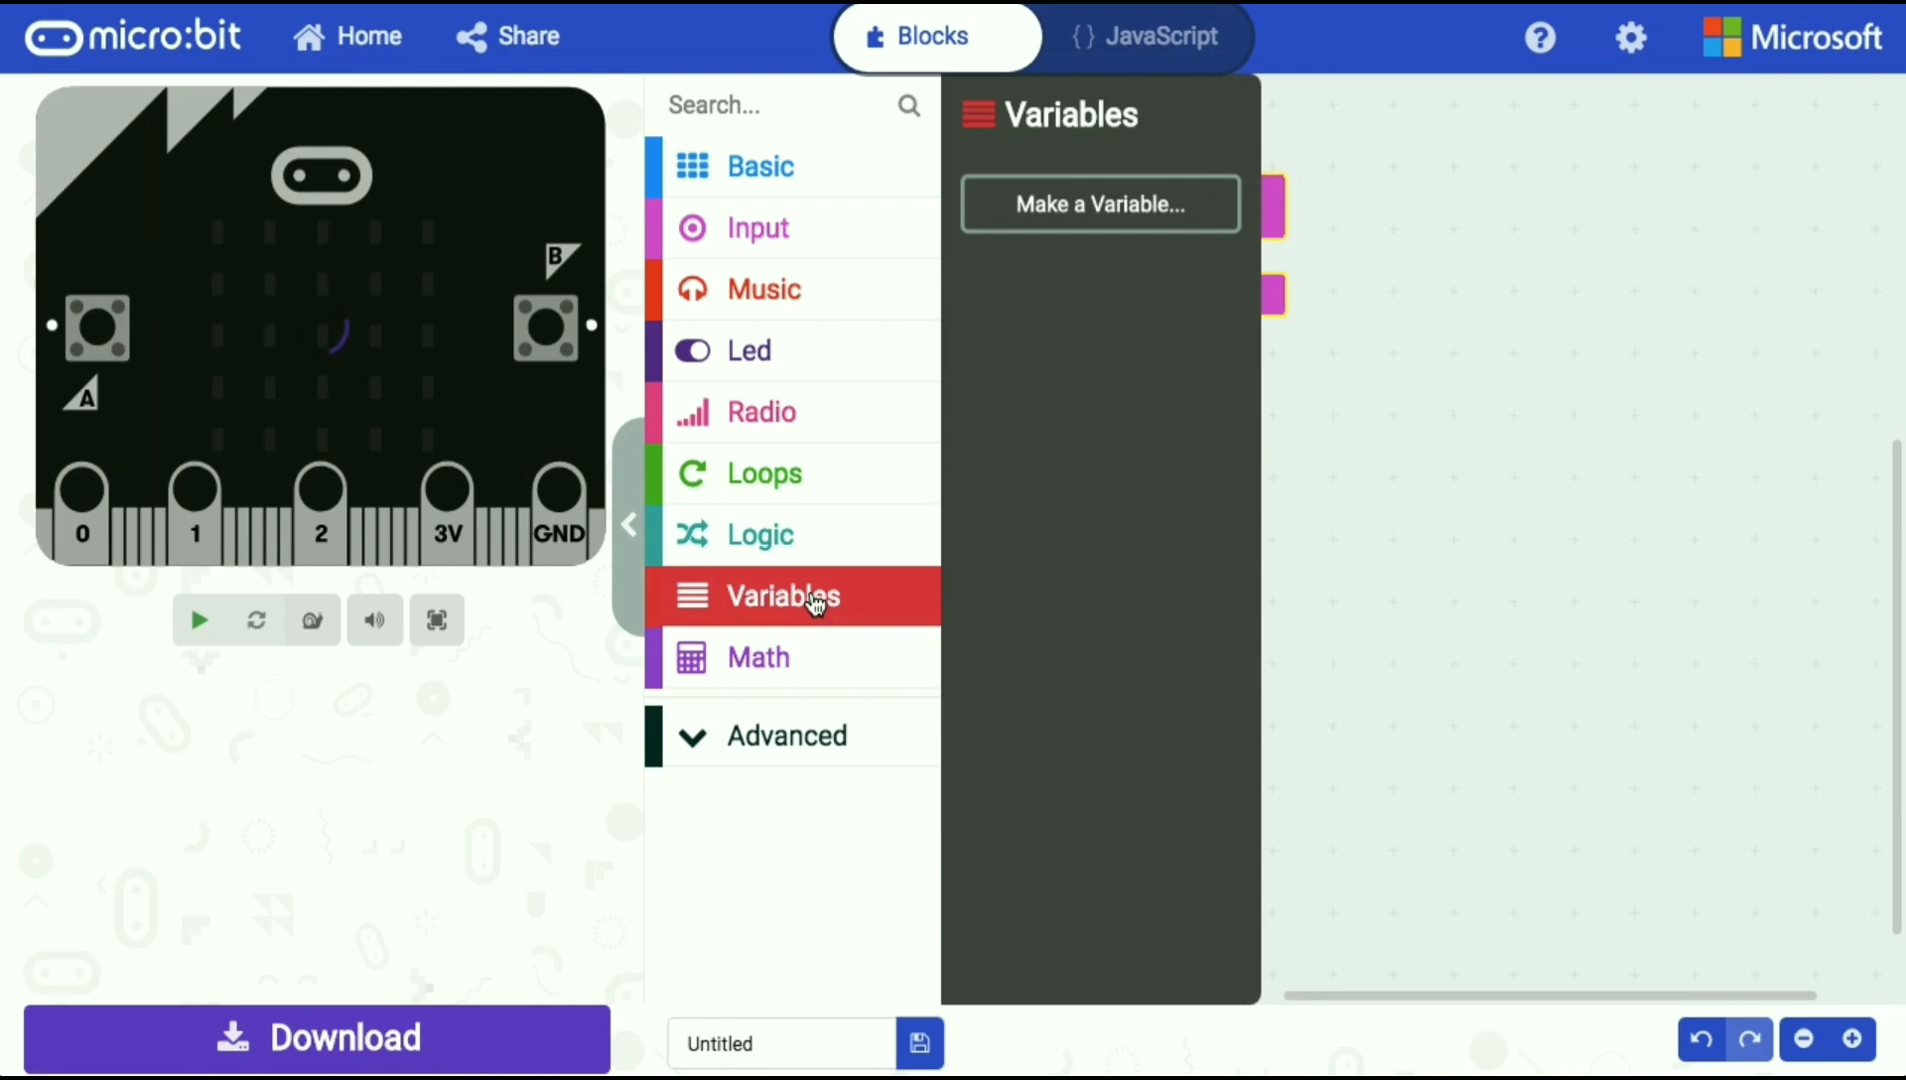 micro:bit
Home
Share
Blocks
{ } JavaScript
?
Microsoft
Search...
Basic
Input
Music
Led
Radio
Loops
Logic
Variables
Math
Advanced
Variables
Make a Variable...
B
A
0
1
2
3V
GND
Download
Untitled